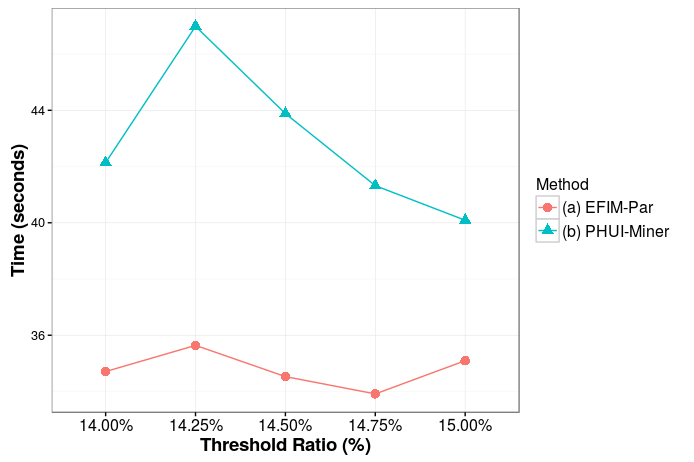 44
40
36
Time (seconds)
14.00%
14.25%
14.50%
14.75%
15.00%
Threshold Ratio (%)
Method
(a) EFIM-Par
(b) PHUI-Miner